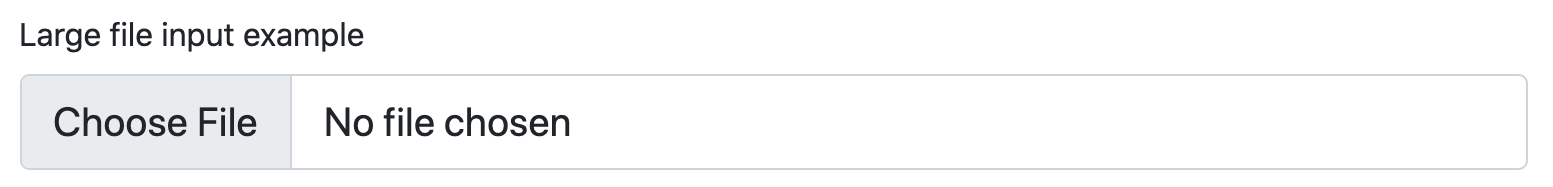 Large file input example
Choose File No file chosen